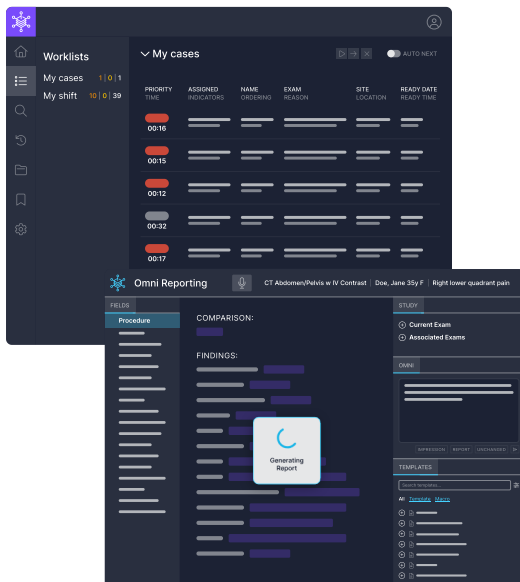 Worklists
My cases 1 | 0 | 1
My shift 10 | 0 | 39
My cases
AUTO NEXT
PRIORITY ASSIGNED NAME EXAM SITE READY DATE
TIME INDICATORS ORDERING REASON LOCATION READY TIME
00:16
00:15
00:12
00:32
00:17
Omni Reporting
CT Abdomen/Pelvis w IV Contrast | Doe, Jane 35y F | Right lower quadrant pain
FIELDS
Procedure
COMPARISON:
FINDINGS:
Generating
Report
STUDY
Current Exam
Associated Exams
OMNI
IMPRESSION REPORT UNCHANGED
TEMPLATES
Search templates...
All Template Macro